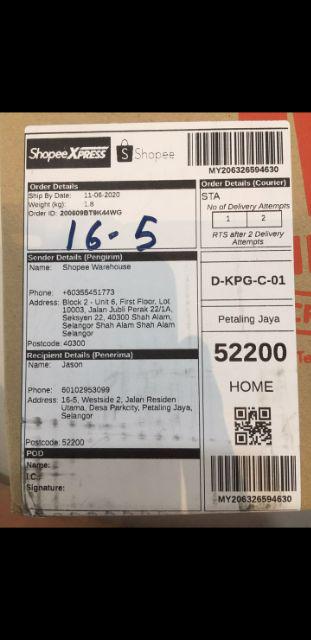 Shopee XPRESS
S Shopee
MY206326594630
Order Details
Ship By Date: 11-06-2020
Weight (kg): 1.8
Order ID: 200609BT9K44WG
16-5
Order Details (Courier)
STA
No of Delivery Attempts
1 2
RTS after 2 Delivery
Attempts
Sender Details (Pengirim)
Name: Shopee Warehouse
Phone: +60355451773
Address: Block 2 - Unit 6, First Floor, Lot
10003, Jalan Jubli Perak 22/1A,
Seksyen 22, 40300 Shah Alam,
Selangor Shah Alam Shah Alam
Selangor
Postcode: 40300
D-KPG-C-01
Petaling Jaya
52200
HOME
Recipient Details (Penerima)
Name: Jason
Phone: 60102953099
Address: 16-5, Westside 2, Jalan Residen
Utama, Desa Parkcity, Petaling Jaya,
Selangor
Postcode: 52200
POD
Name:
I.C.:
Signature:
MY206326594630